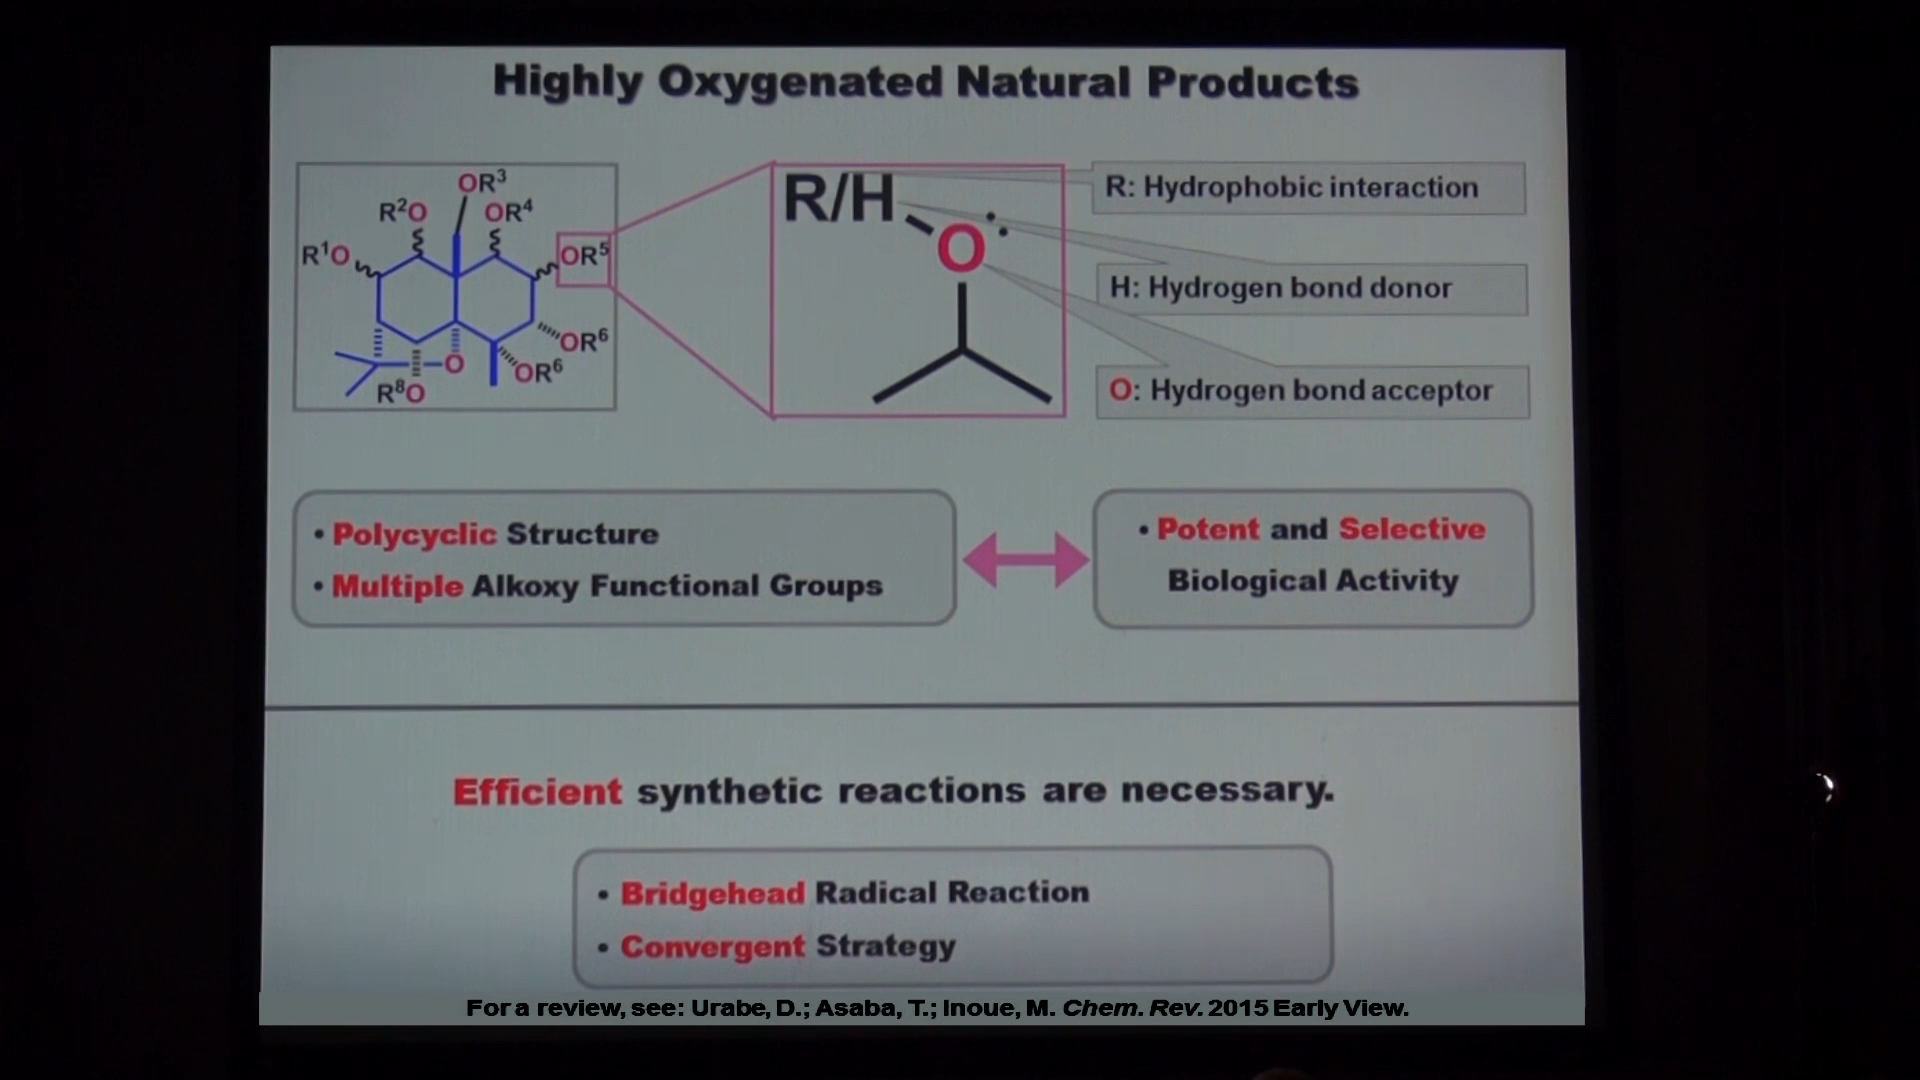 Highly Oxygenated Natural Products
OR³
R²O
OR⁴
R¹O
OR⁵
OR⁶
O
OR⁶
R⁸O
R/H
O
R: Hydrophobic interaction
H: Hydrogen bond donor
O: Hydrogen bond acceptor
• Polycyclic Structure
• Multiple Alkoxy Functional Groups
• Potent and Selective
Biological Activity
Efficient synthetic reactions are necessary.
• Bridgehead Radical Reaction
• Convergent Strategy
For a review, see: Urabe, D.; Asaba, T.; Inoue, M. Chem. Rev. 2015 Early View.